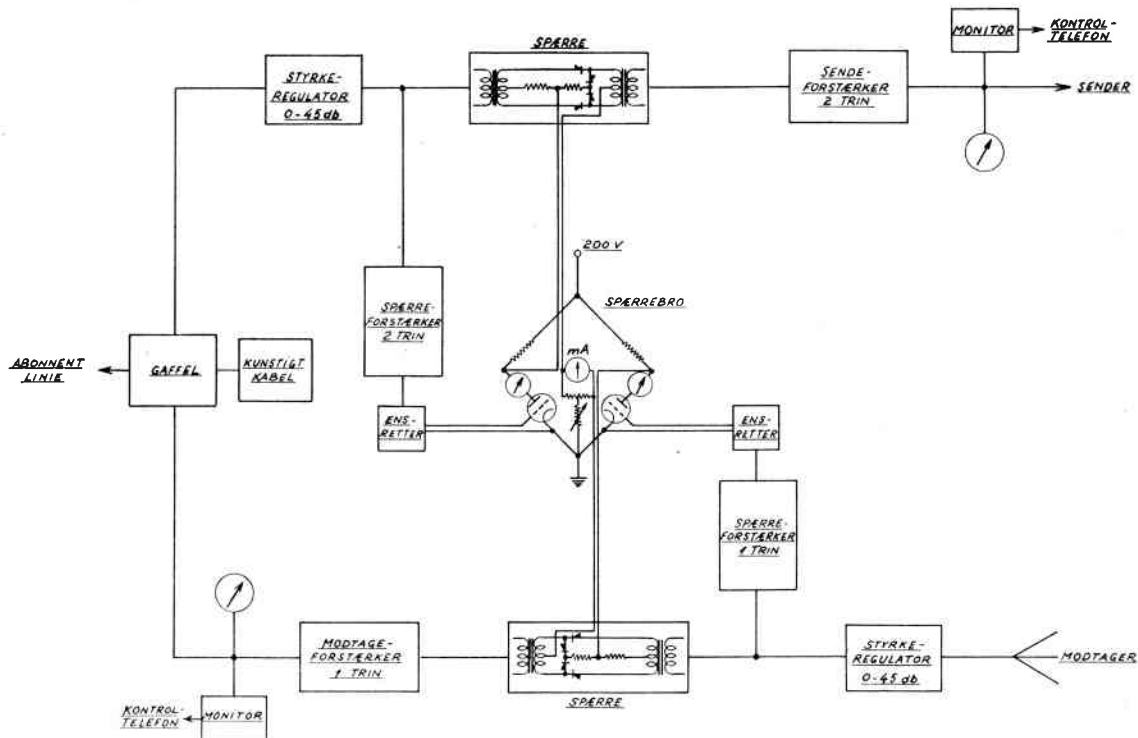 SPÆRRE
MONITOR
KONTROL-
TELEFON
STYRKE-
REGULATOR
0-45 db
SENDE-
FORSTÆRKER
2 TRIN
SENDER
200 V
SPÆRREBRO
SPÆRRE-
FORSTÆRKER
2 TRIN
mA
ABONNENT
LINIE
GAFFEL
KUNSTIGT
KABEL
ENS-
RETTER
ENS-
RETTER
SPÆRRE-
FORSTÆRKER
1 TRIN
MODTAGE-
FORSTÆRKER
1 TRIN
STYRKE-
REGULATOR
0-45 db
MODTAGER
SPÆRRE
KONTROL-
TELEFON
MONITOR